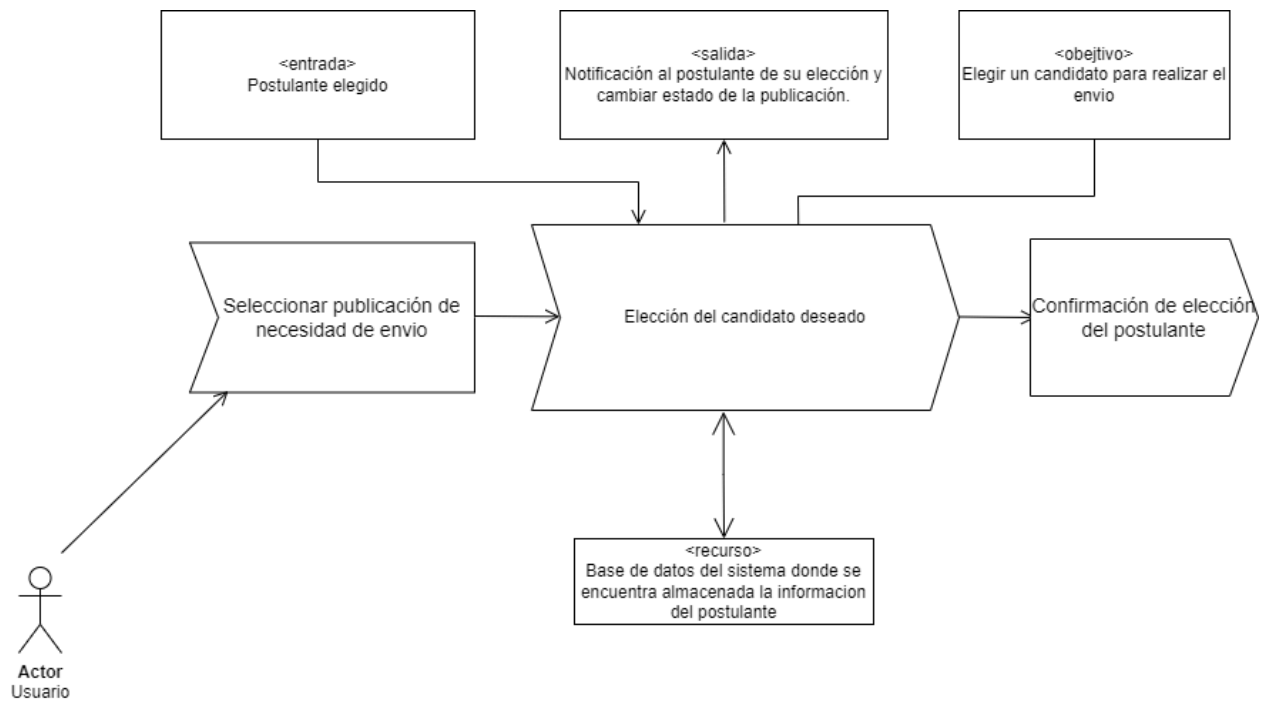 <entrada>
Postulante elegido
<salida>
Notificación al postulante de su elección y
cambiar estado de la publicación.
<obejtivo>
Elegir un candidato para realizar el
envio
Seleccionar publicación de
necesidad de envio
Elección del candidato deseado
Confirmación de elección
del postulante
<recurso>
Base de datos del sistema donde se
encuentra almacenada la informacion
del postulante
Actor
Usuario